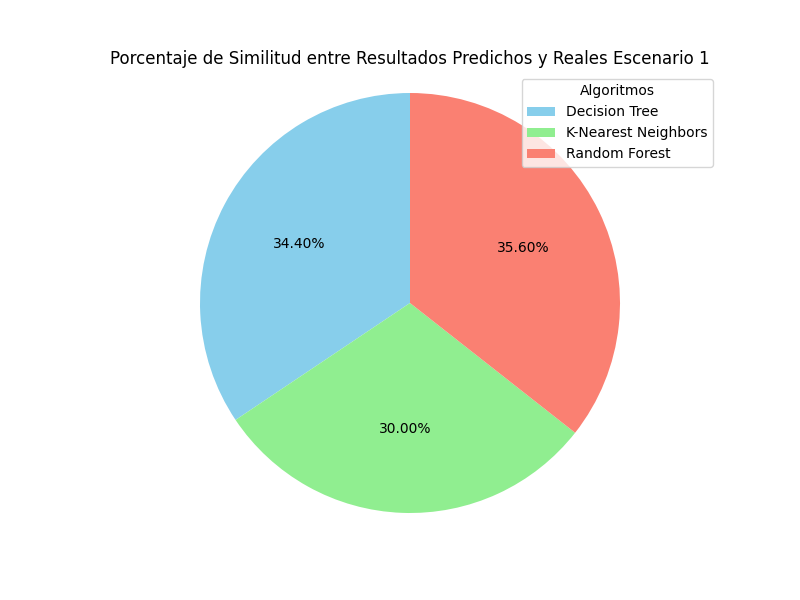 Porcentaje de Similitud entre Resultados Predichos y Reales Escenario 1
Algoritmos
Decision Tree
K-Nearest Neighbors
Random Forest
34.40%
35.60%
30.00%